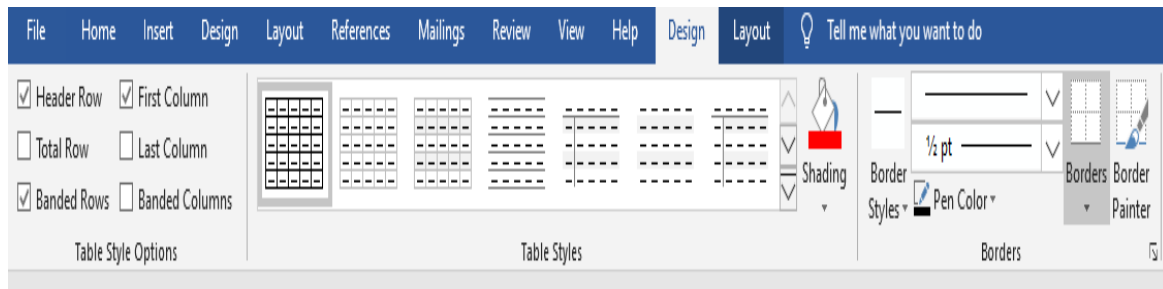 File Home Insert Design Layout References Mailings Review View Help Design Layout Tell me what you want to do
Header Row First Column
Total Row Last Column
Banded Rows Banded Columns
Table Style Options
Table Styles
Shading
Border
Styles
½ pt
Pen Color
Borders
Border
Painter
Borders